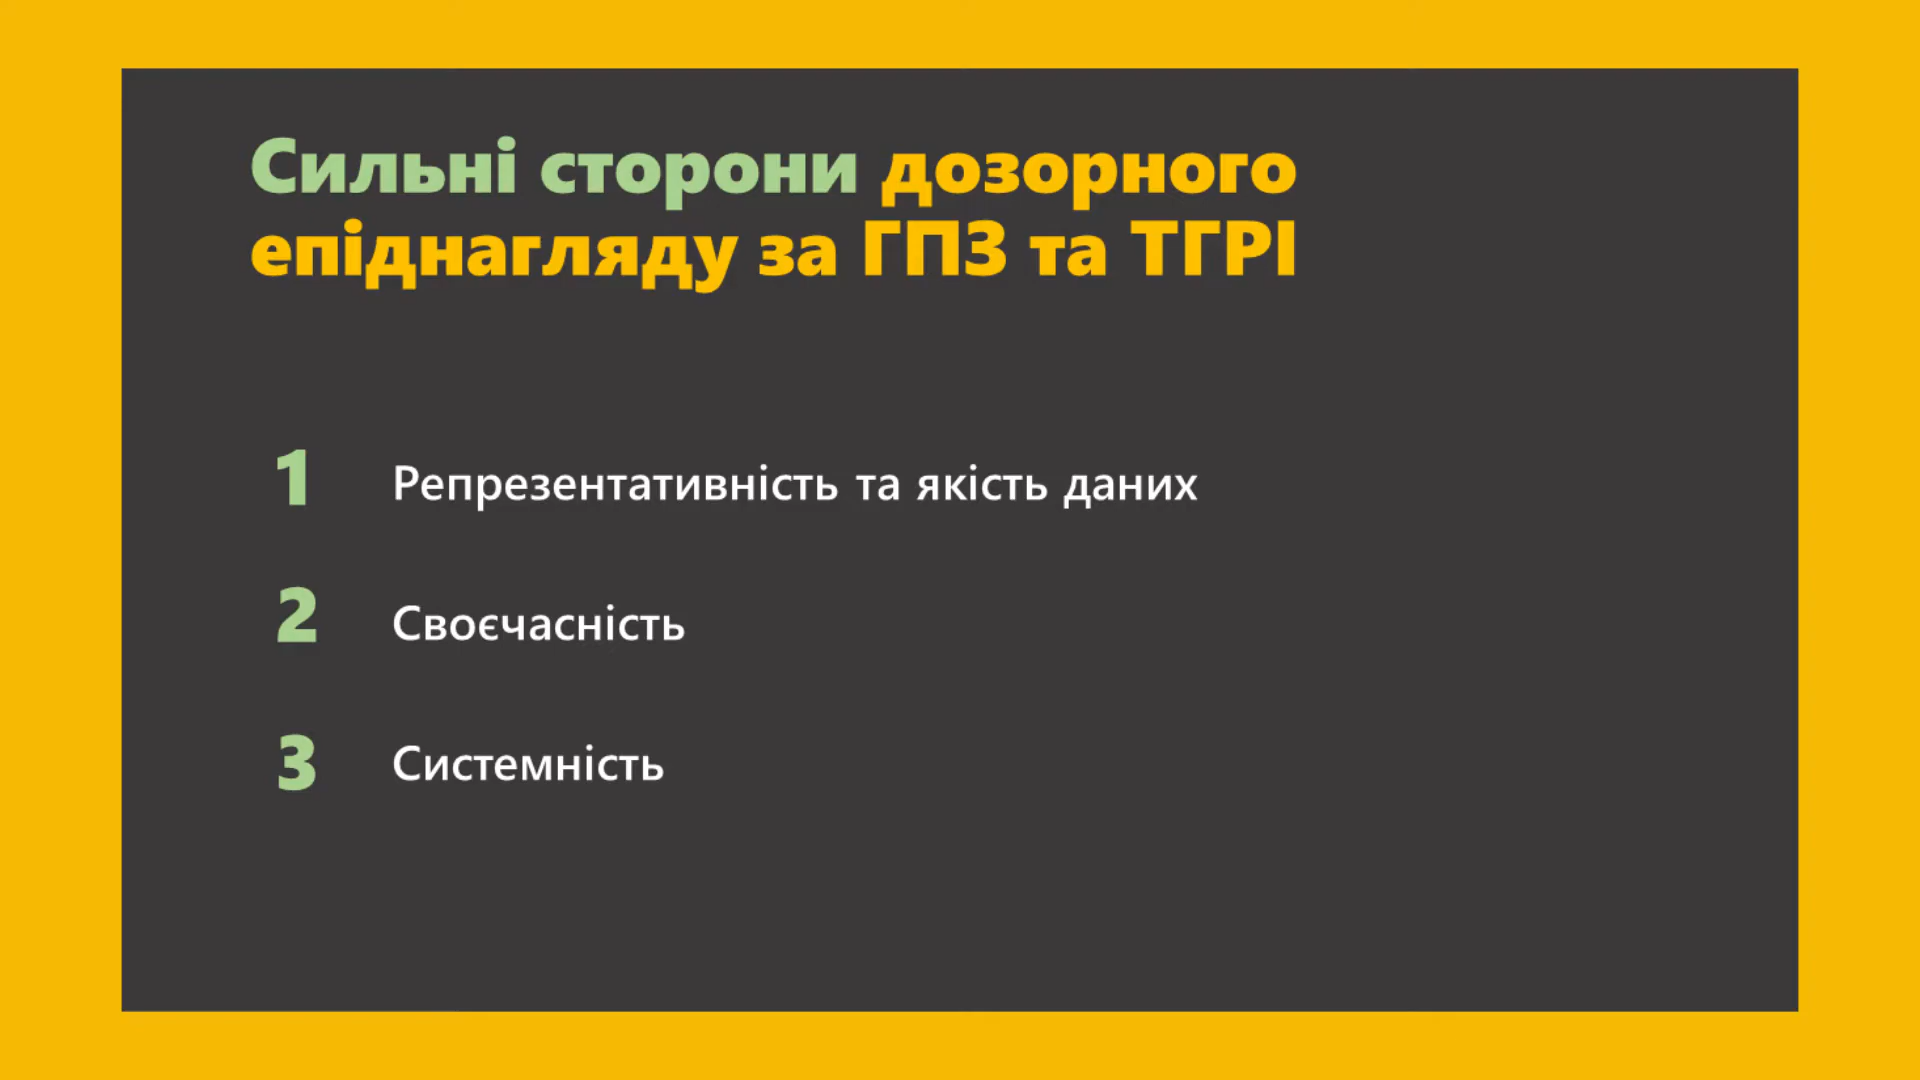 Сильні сторони дозорного
епіднагляду за ГПЗ та ТГРІ
1 Репрезентативність та якість даних
2 Своєчасність
3 Системність